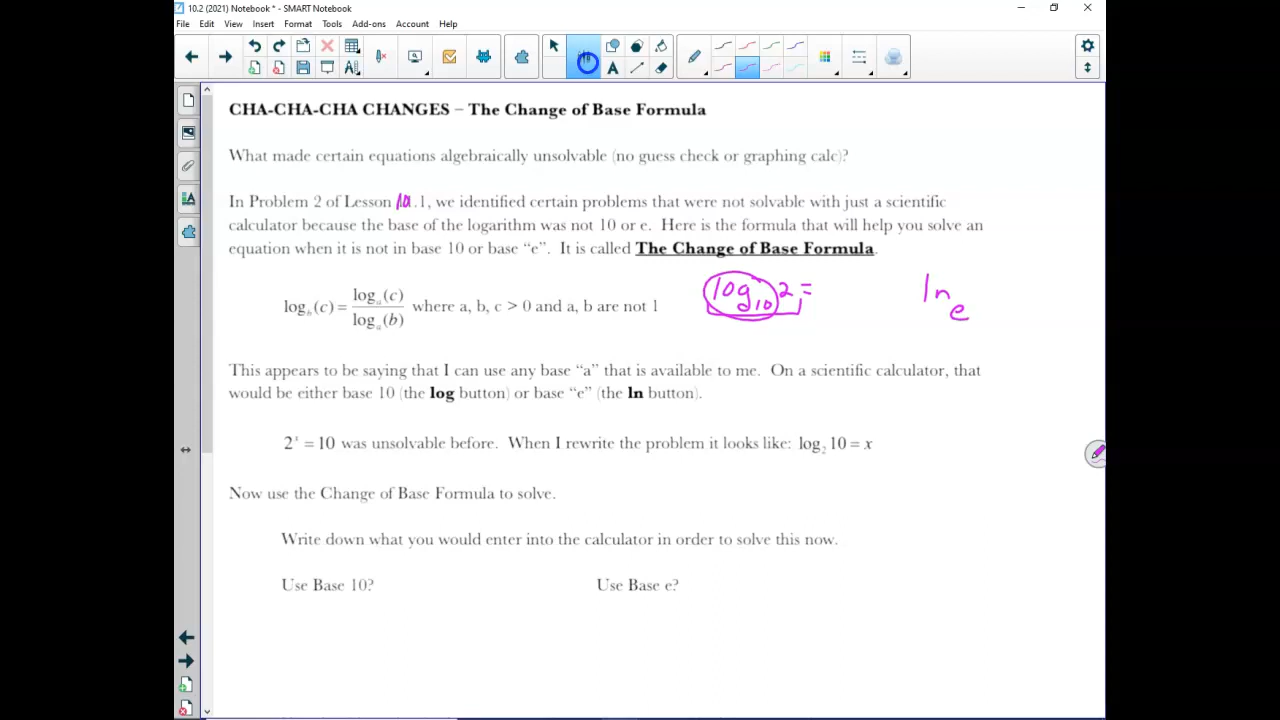 10.2 (2021) Notebook * - SMART Notebook
File Edit View Insert Format Tools Add-ons Account Help
CHA-CHA-CHA CHANGES – The Change of Base Formula
What made certain equations algebraically unsolvable (no guess check or graphing calc)?
In Problem 2 of Lesson 10.1, we identified certain problems that were not solvable with just a scientific
calculator because the base of the logarithm was not 10 or e. Here is the formula that will help you solve an
equation when it is not in base 10 or base “e”. It is called The Change of Base Formula.
log_b(c) = log_a(c) / log_a(b) where a, b, c > 0 and a, b are not 1 log_10 2 = ln e
This appears to be saying that I can use any base “a” that is available to me. On a scientific calculator, that
would be either base 10 (the log button) or base “e” (the ln button).
2^x = 10 was unsolvable before. When I rewrite the problem it looks like: log_2 10 = x
Now use the Change of Base Formula to solve.
Write down what you would enter into the calculator in order to solve this now.
Use Base 10? Use Base e?